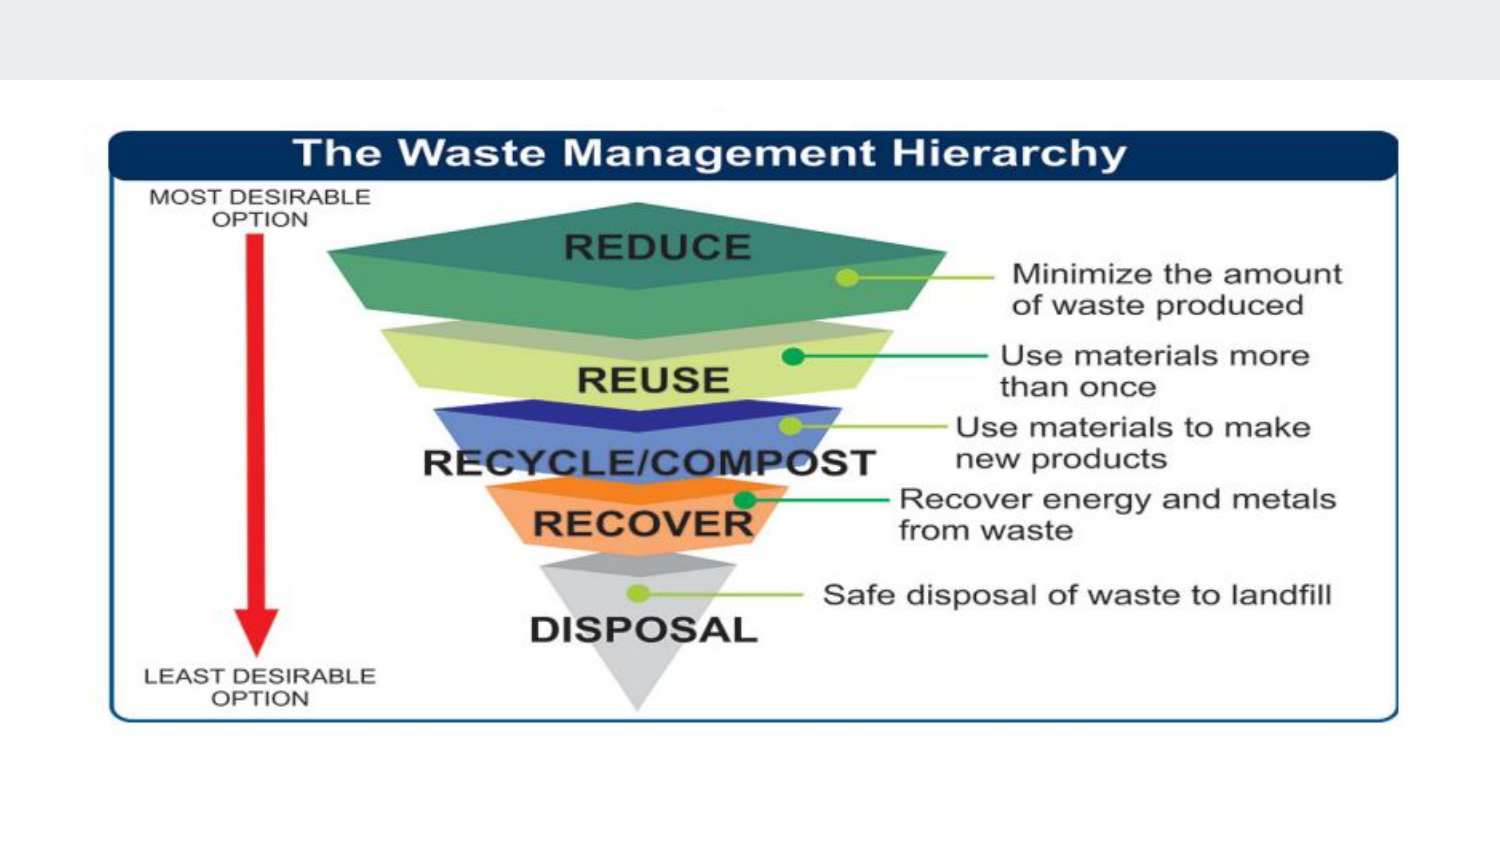 The Waste Management Hierarchy
MOST DESIRABLE
OPTION
REDUCE
Minimize the amount
of waste produced
REUSE
Use materials more
than once
RECYCLE/COMPOST
Use materials to make
new products
RECOVER
Recover energy and metals
from waste
DISPOSAL
Safe disposal of waste to landfill
LEAST DESIRABLE
OPTION